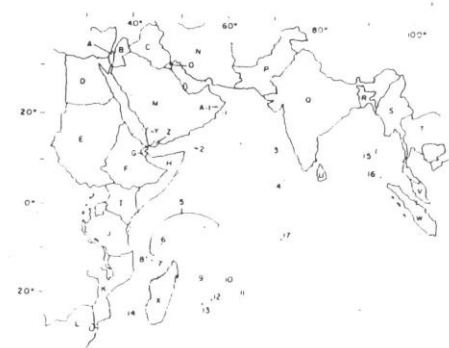 40° 60° 80° 100°
A B C N
O P
D
M A-1 1 Q R S T
20°
E Y Z 3
G 2 15
F H 4 U 16
V
0° I 5 W
J 6 17
B' 7
K 9 10
20° X 12 11
L 14 13